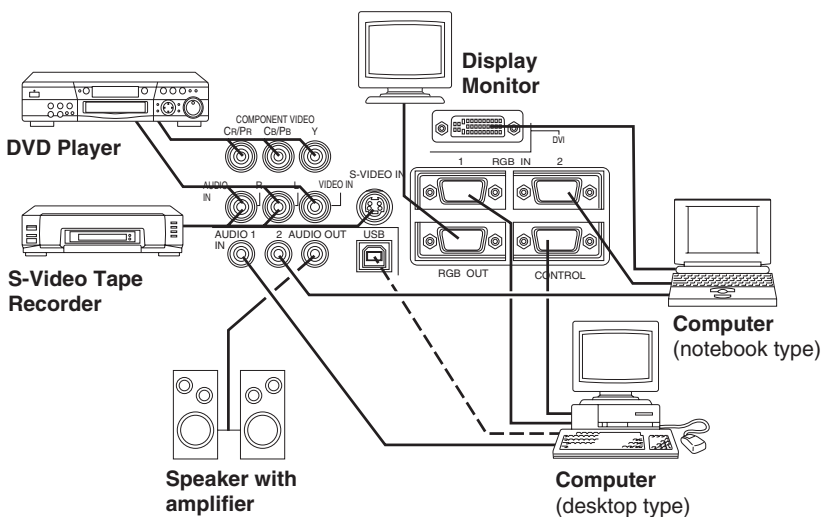 Display
Monitor
DVD Player
COMPONENT VIDEO
CR/PR CB/PB Y
DVI
1 RGB IN 2
S-VIDEO IN
AUDIO
IN
R L VIDEO IN
AUDIO 1 2 AUDIO OUT USB
IN
RGB OUT CONTROL
S-Video Tape
Recorder
Computer
(notebook type)
Speaker with
amplifier
Computer
(desktop type)